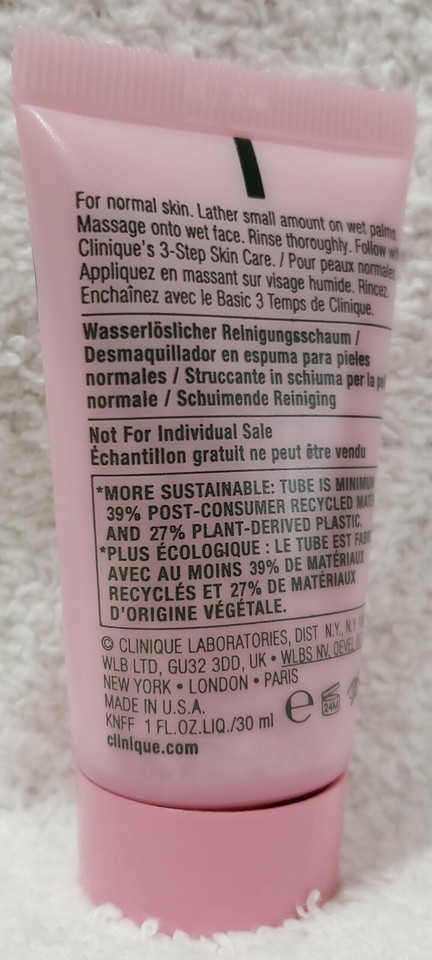 For normal skin. Lather small amount on wet palms.
Massage onto wet face. Rinse thoroughly. Follow with
Clinique's 3-Step Skin Care. / Pour peaux normales.
Appliquez en massant sur visage humide. Rincez.
Enchaînez avec le Basic 3 Temps de Clinique.
Wasserlöslicher Reinigungsschaum /
Desmaquillador en espuma para pieles
normales / Struccante in schiuma per la
normale / Schuimende Reiniging
Not For Individual Sale
Échantillon gratuit ne peut être vendu
*MORE SUSTAINABLE: TUBE IS MINIMUM
39% POST-CONSUMER RECYCLED
AND 27% PLANT-DERIVED PLASTIC.
*PLUS ÉCOLOGIQUE : LE TUBE EST
AVEC AU MOINS 39% DE MATÉRIAUX
RECYCLÉS ET 27% DE MATÉRIAUX
D'ORIGINE VÉGÉTALE.
© CLINIQUE LABORATORIES, DIST N.Y., N.Y.
WLB LTD, GU32 3DD, UK • WLBS NV, OEVEL
NEW YORK • LONDON • PARIS
MADE IN U.S.A.
KNFF 1 FL.OZ.LIQ./30 ml e 24M
clinique.com